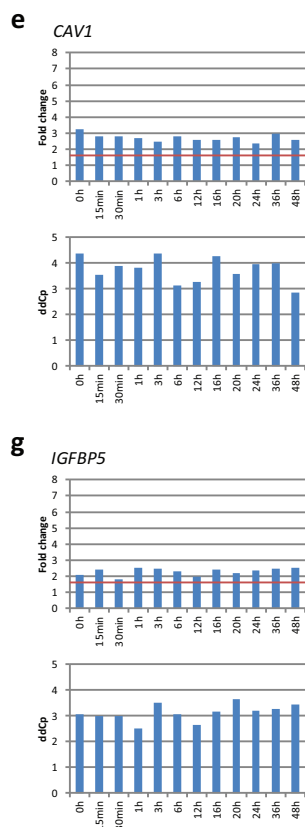 e
CAV1
8
7
6
5
4
3
2
1
0
Fold change
0h
15min
30min
1h
3h
6h
12h
16h
20h
24h
36h
48h
5
4
3
2
1
0
ddCp
0h
15min
30min
1h
3h
6h
12h
16h
20h
24h
36h
48h
g
IGFBP5
8
7
6
5
4
3
2
1
0
Fold change
0h
15min
30min
1h
3h
6h
12h
16h
20h
24h
36h
48h
5
4
3
2
1
0
ddCp
0h
15min
30min
1h
3h
6h
12h
16h
20h
24h
36h
48h